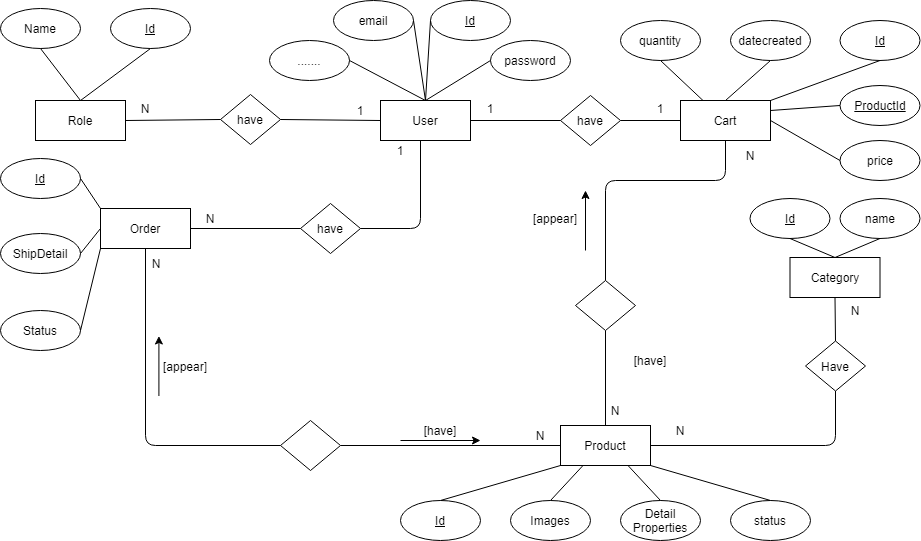 Name
Id
email
Id
.......
password
quantity
datecreated
Id
Role
N
have
1
User
1
have
1
Cart
ProductId
price
1
N
Id
Order
N
have
[appear]
Id
name
ShipDetail
N
Category
Status
N
[appear]
[have]
Have
[have]
N
N
N
Product
Id
Images
Detail
Properties
status